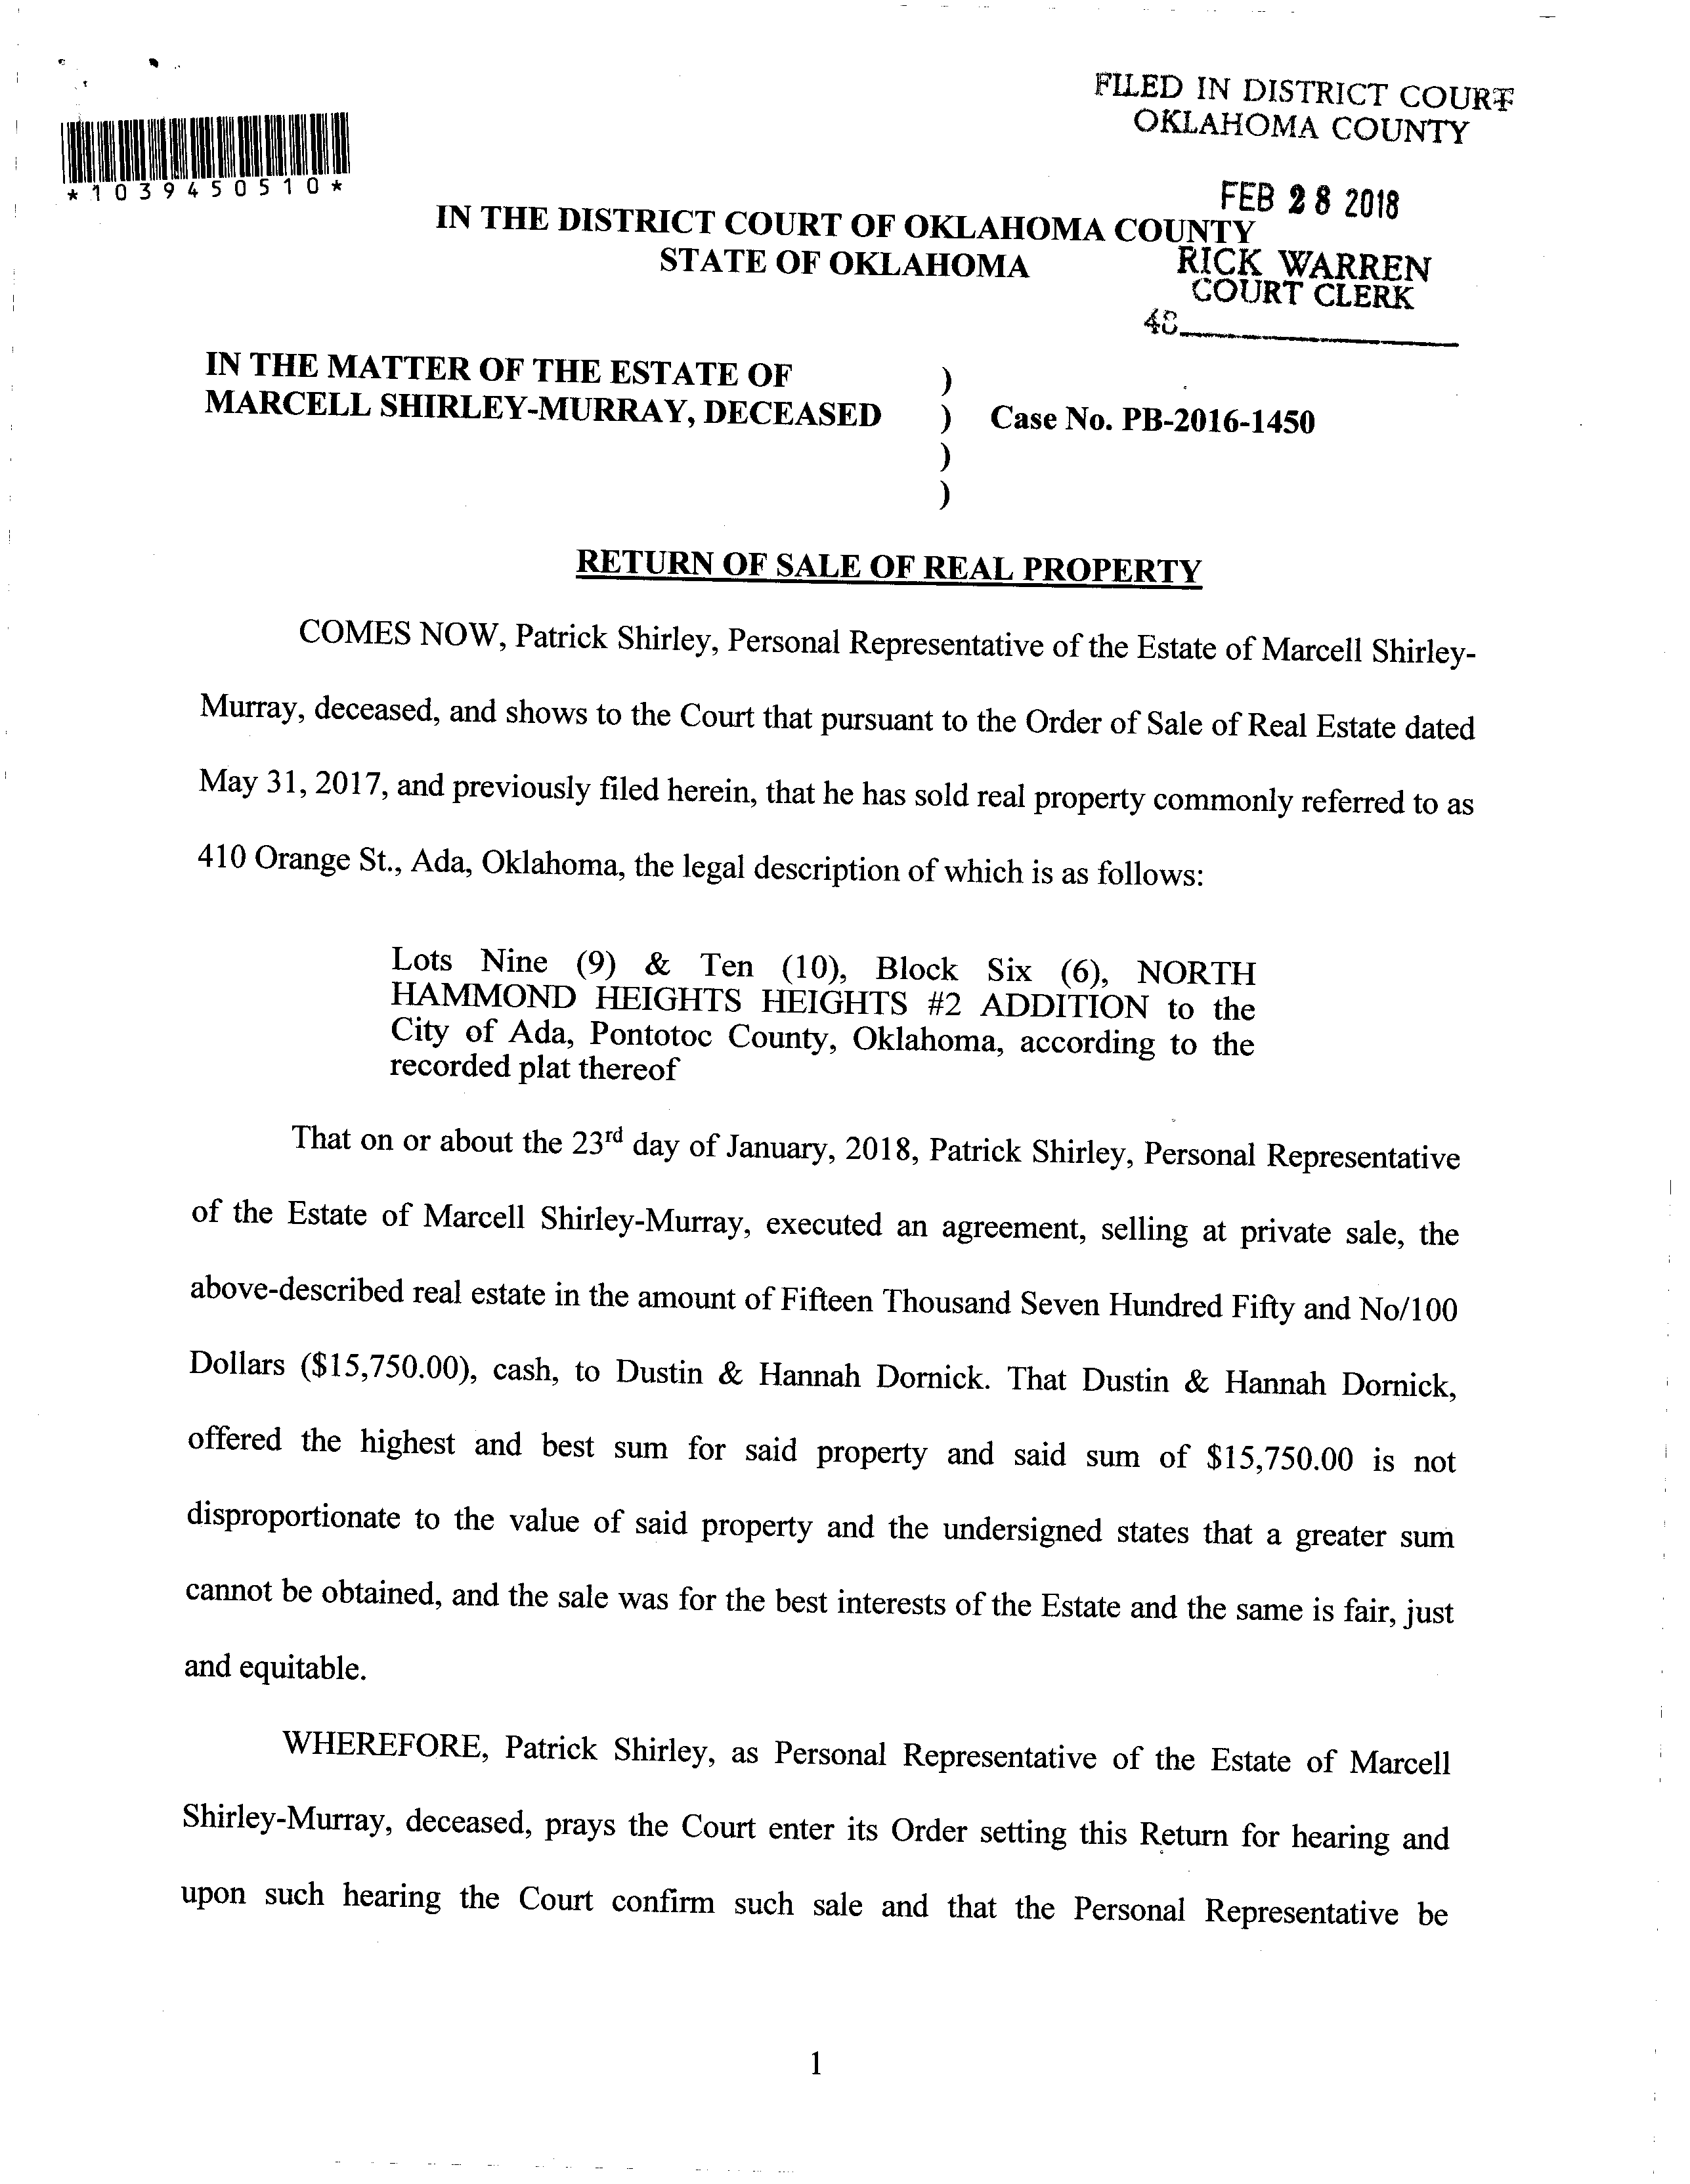 FILED IN DISTRICT COURT
OKLAHOMA COUNTY
*1039450510*
FEB 28 2018
IN THE DISTRICT COURT OF OKLAHOMA COUNTY
STATE OF OKLAHOMA
RICK WARREN
COURT CLERK
IN THE MATTER OF THE ESTATE OF )
MARCELL SHIRLEY-MURRAY, DECEASED ) Case No. PB-2016-1450
)
)
RETURN OF SALE OF REAL PROPERTY
COMES NOW, Patrick Shirley, Personal Representative of the Estate of Marcell Shirley-
Murray, deceased, and shows to the Court that pursuant to the Order of Sale of Real Estate dated
May 31, 2017, and previously filed herein, that he has sold real property commonly referred to as
410 Orange St., Ada, Oklahoma, the legal description of which is as follows:
Lots Nine (9) & Ten (10), Block Six (6), NORTH
HAMMOND HEIGHTS HEIGHTS #2 ADDITION to the
City of Ada, Pontotoc County, Oklahoma, according to the
recorded plat thereof
That on or about the 23rd day of January, 2018, Patrick Shirley, Personal Representative
of the Estate of Marcell Shirley-Murray, executed an agreement, selling at private sale, the
above-described real estate in the amount of Fifteen Thousand Seven Hundred Fifty and No/100
Dollars ($15,750.00), cash, to Dustin & Hannah Dornick. That Dustin & Hannah Dornick,
offered the highest and best sum for said property and said sum of $15,750.00 is not
disproportionate to the value of said property and the undersigned states that a greater sum
cannot be obtained, and the sale was for the best interests of the Estate and the same is fair, just
and equitable.
WHEREFORE, Patrick Shirley, as Personal Representative of the Estate of Marcell
Shirley-Murray, deceased, prays the Court enter its Order setting this Return for hearing and
upon such hearing the Court confirm such sale and that the Personal Representative be
1